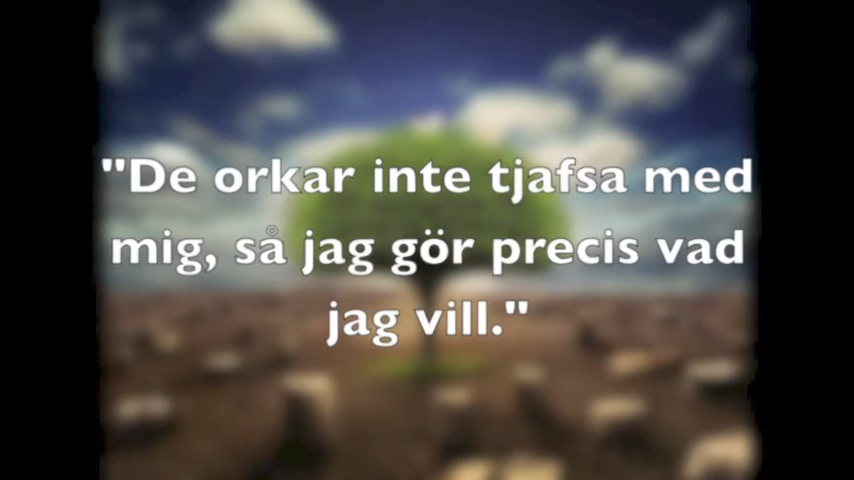 "De orkar inte tjafsa med
mig, så jag gör precis vad
jag vill."